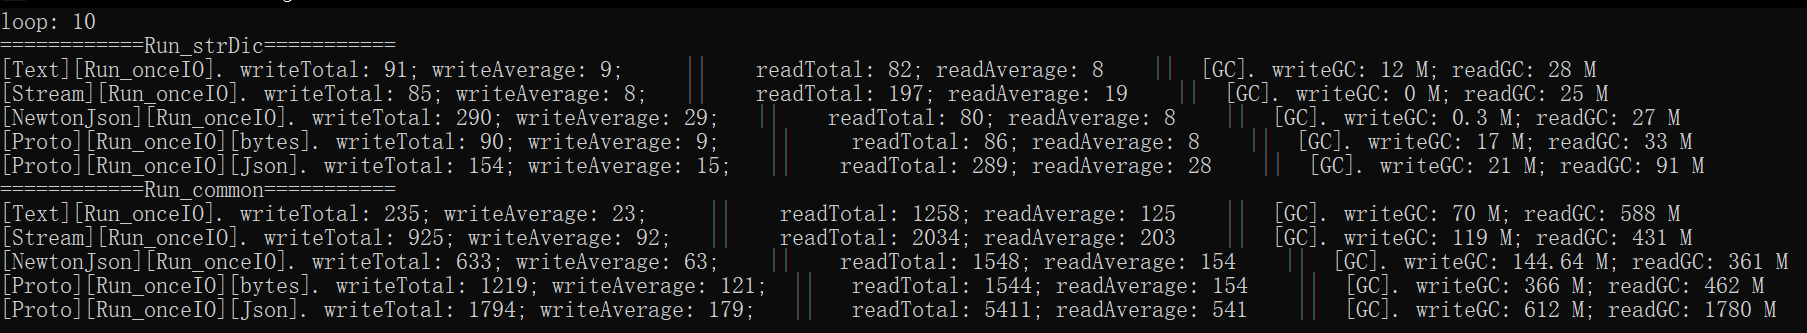 loop: 10
============Run_strDic===========
[Text][Run_onceIO]. writeTotal: 91; writeAverage: 9; || readTotal: 82; readAverage: 8 || [GC]. writeGC: 12 M; readGC: 28 M
[Stream][Run_onceIO]. writeTotal: 85; writeAverage: 8; || readTotal: 197; readAverage: 19 || [GC]. writeGC: 0 M; readGC: 25 M
[NewtonJson][Run_onceIO]. writeTotal: 290; writeAverage: 29; || readTotal: 80; readAverage: 8 || [GC]. writeGC: 0.3 M; readGC: 27 M
[Proto][Run_onceIO][bytes]. writeTotal: 90; writeAverage: 9; || readTotal: 86; readAverage: 8 || [GC]. writeGC: 17 M; readGC: 33 M
[Proto][Run_onceIO][Json]. writeTotal: 154; writeAverage: 15; || readTotal: 289; readAverage: 28 || [GC]. writeGC: 21 M; readGC: 91 M
============Run_common===========
[Text][Run_onceIO]. writeTotal: 235; writeAverage: 23; || readTotal: 1258; readAverage: 125 || [GC]. writeGC: 70 M; readGC: 588 M
[Stream][Run_onceIO]. writeTotal: 925; writeAverage: 92; || readTotal: 2034; readAverage: 203 || [GC]. writeGC: 119 M; readGC: 431 M
[NewtonJson][Run_onceIO]. writeTotal: 633; writeAverage: 63; || readTotal: 1548; readAverage: 154 || [GC]. writeGC: 144.64 M; readGC: 361 M
[Proto][Run_onceIO][bytes]. writeTotal: 1219; writeAverage: 121; || readTotal: 1544; readAverage: 154 || [GC]. writeGC: 366 M; readGC: 462 M
[Proto][Run_onceIO][Json]. writeTotal: 1794; writeAverage: 179; || readTotal: 5411; readAverage: 541 || [GC]. writeGC: 612 M; readGC: 1780 M